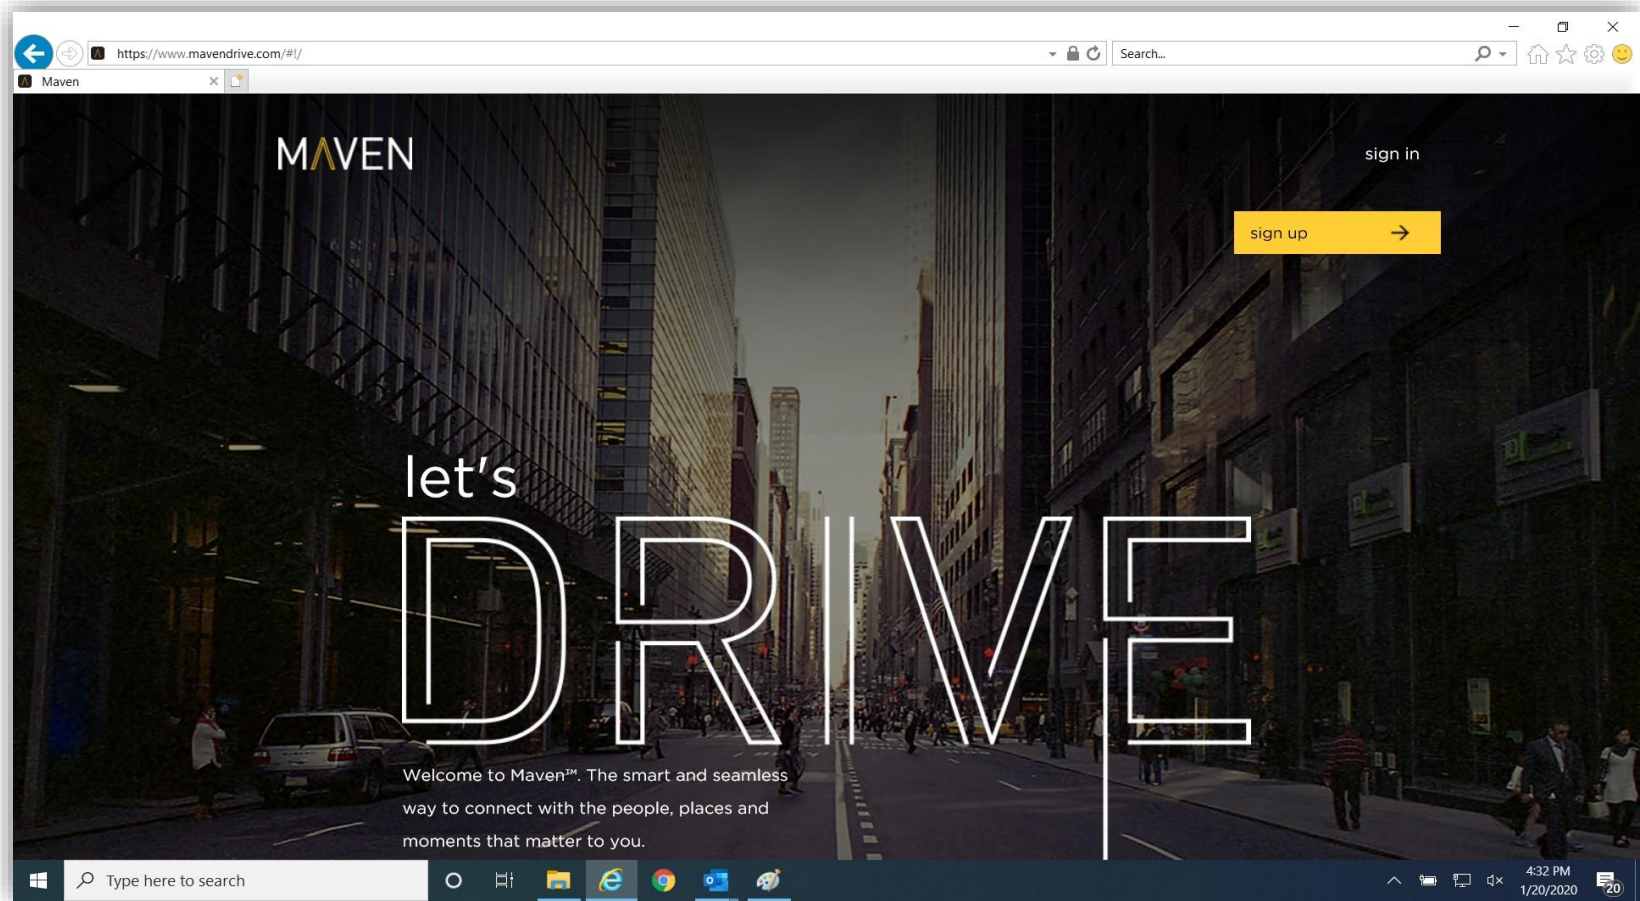 https://www.mavendrive.com/#!/
Search...
Maven
MAVEN
sign in
sign up
let's
DRIVE
Welcome to Maven™. The smart and seamless
way to connect with the people, places and
moments that matter to you.
Type here to search
4:32 PM
1/20/2020
20